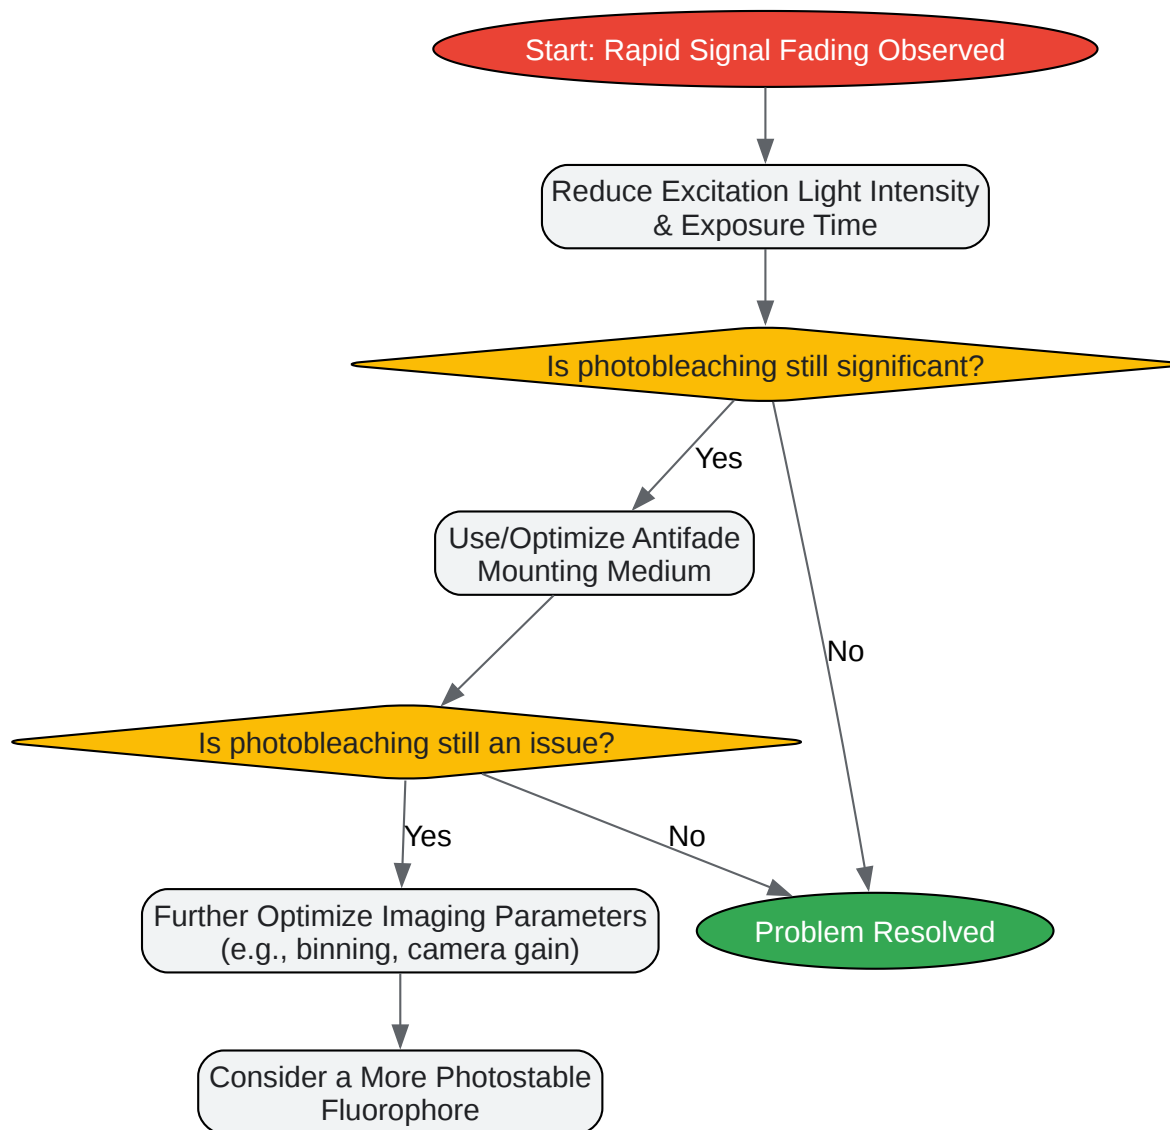 Start: Rapid Signal Fading Observed
Reduce Excitation Light Intensity
& Exposure Time
Is photobleaching still significant?
Yes
Use/Optimize Antifade
Mounting Medium
No
Is photobleaching still an issue?
Yes
No
Further Optimize Imaging Parameters
(e.g., binning, camera gain)
Problem Resolved
Consider a More Photostable
Fluorophore